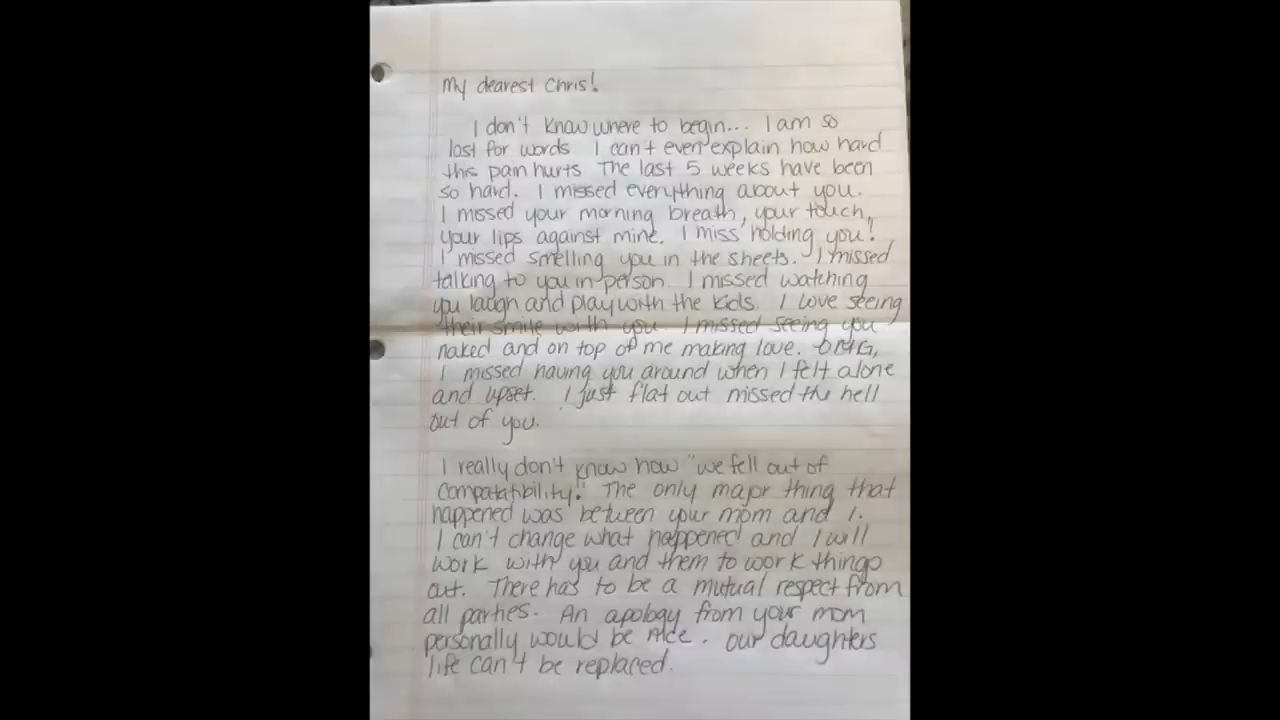 My dearest Chris!
I don't know where to begin... I am so
lost for words I can't even explain how hard
this pain hurts The last 5 weeks have been
so hard. I missed everything about you.
I missed your morning breath, your touch,
your lips against mine. I miss holding you!
I missed smelling you in the sheets. I missed
talking to you in person. I missed watching
you laugh and play with the kids. I love seeing
their smile with you I missed seeing you
naked and on top of me making love. OMG,
I missed having you around when I felt alone
and upset. I just flat out missed the hell
out of you.
I really don't know how "we fell out of
compatatibility." The only major thing that
happened was between your mom and I.
I can't change what happened and I will
work with you and them to work things
out. There has to be a mutual respect from
all parties. An apology from your mom
personally would be nice. Our daughters
life can't be replaced.